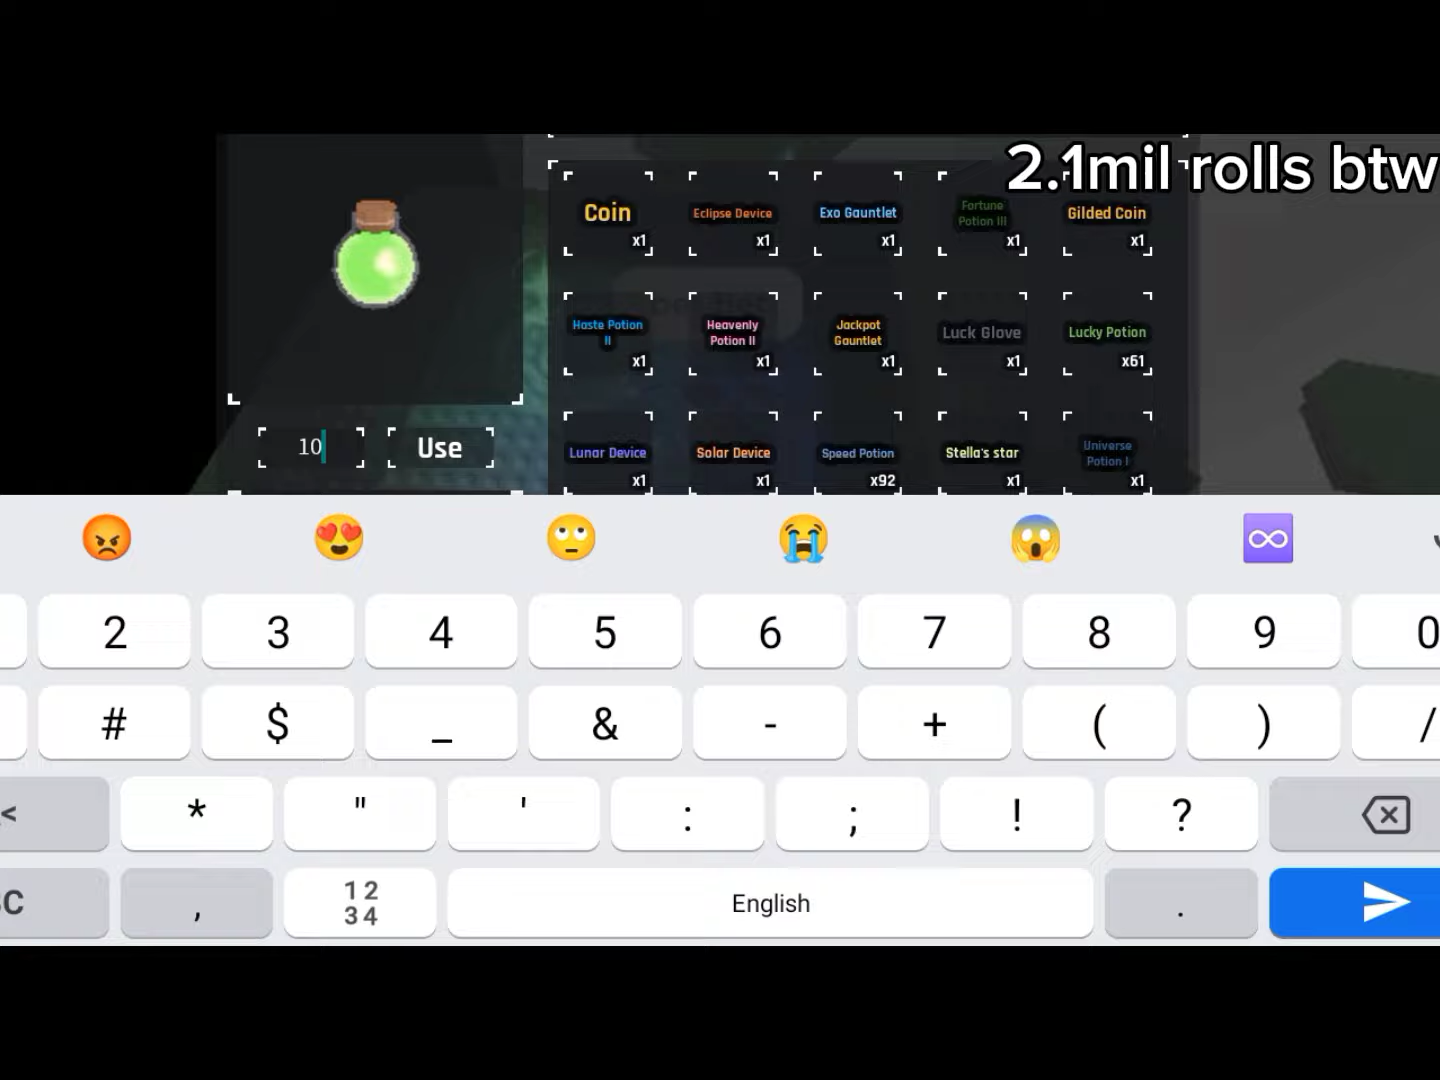 2.1mil rolls btw
Coin
x1
Eclipse Device
x1
Exo Gauntlet
x1
Fortune
Potion III
x1
Gilded Coin
x1
Haste Potion
II
x1
Heavenly
Potion II
x1
Jackpot
Gauntlet
x1
Luck Glove
x1
Lucky Potion
x61
10
Use
Lunar Device
x1
Solar Device
x1
Speed Potion
x92
Stella's star
x1
Universe
Potion I
x1
2 3 4 5 6 7 8 9 0
# $ _ & - + ( ) /
< * " ' : ; ! ?
C , 1 2
3 4
English .